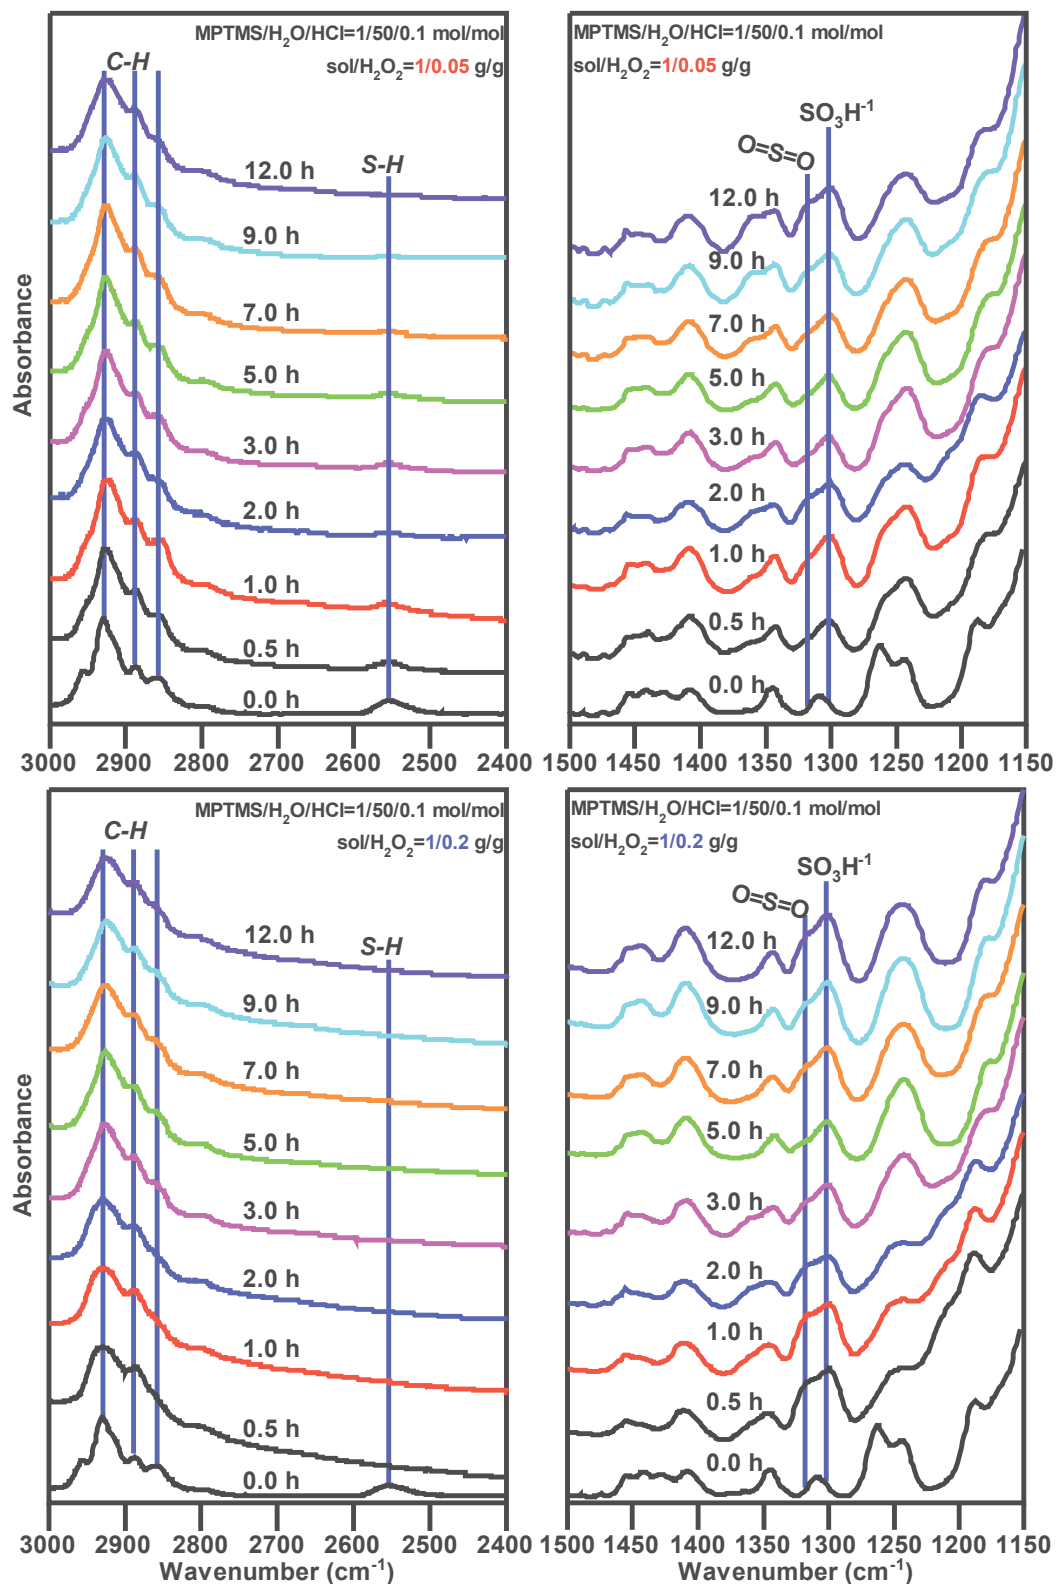 MPTMS/H₂O/HCl=1/50/0.1 mol/mol
sol/H₂O₂=1/0.05 g/g
C-H
S-H
12.0 h
9.0 h
7.0 h
5.0 h
3.0 h
2.0 h
1.0 h
0.5 h
0.0 h
Absorbance
3000 2900 2800 2700 2600 2500 2400
MPTMS/H₂O/HCl=1/50/0.1 mol/mol
sol/H₂O₂=1/0.05 g/g
SO₃H⁻¹
O=S=O
12.0 h
9.0 h
7.0 h
5.0 h
3.0 h
2.0 h
1.0 h
0.5 h
0.0 h
1500 1450 1400 1350 1300 1250 1200 1150
MPTMS/H₂O/HCl=1/50/0.1 mol/mol
sol/H₂O₂=1/0.2 g/g
C-H
S-H
12.0 h
9.0 h
7.0 h
5.0 h
3.0 h
2.0 h
1.0 h
0.5 h
0.0 h
Absorbance
3000 2900 2800 2700 2600 2500 2400
Wavenumber (cm⁻¹)
MPTMS/H₂O/HCl=1/50/0.1 mol/mol
sol/H₂O₂=1/0.2 g/g
SO₃H⁻¹
O=S=O
12.0 h
9.0 h
7.0 h
5.0 h
3.0 h
2.0 h
1.0 h
0.5 h
0.0 h
1500 1450 1400 1350 1300 1250 1200 1150
Wavenumber (cm⁻¹)